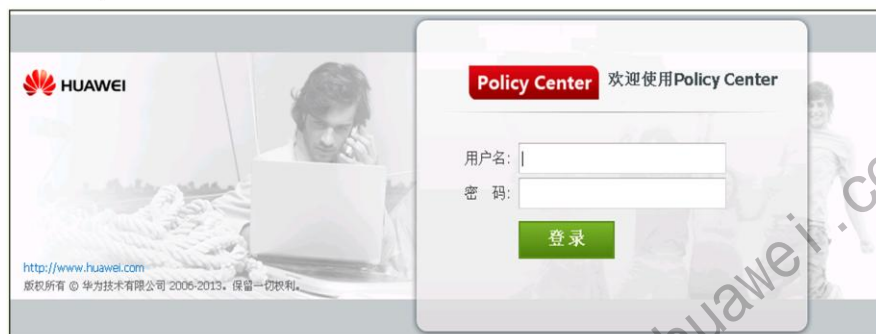 HUAWEI
Policy Center 欢迎使用Policy Center
用户名:
密 码:
登录
http://www.huawei.com
版权所有 © 华为技术有限公司 2006-2013。保留一切权利。
huawei.co